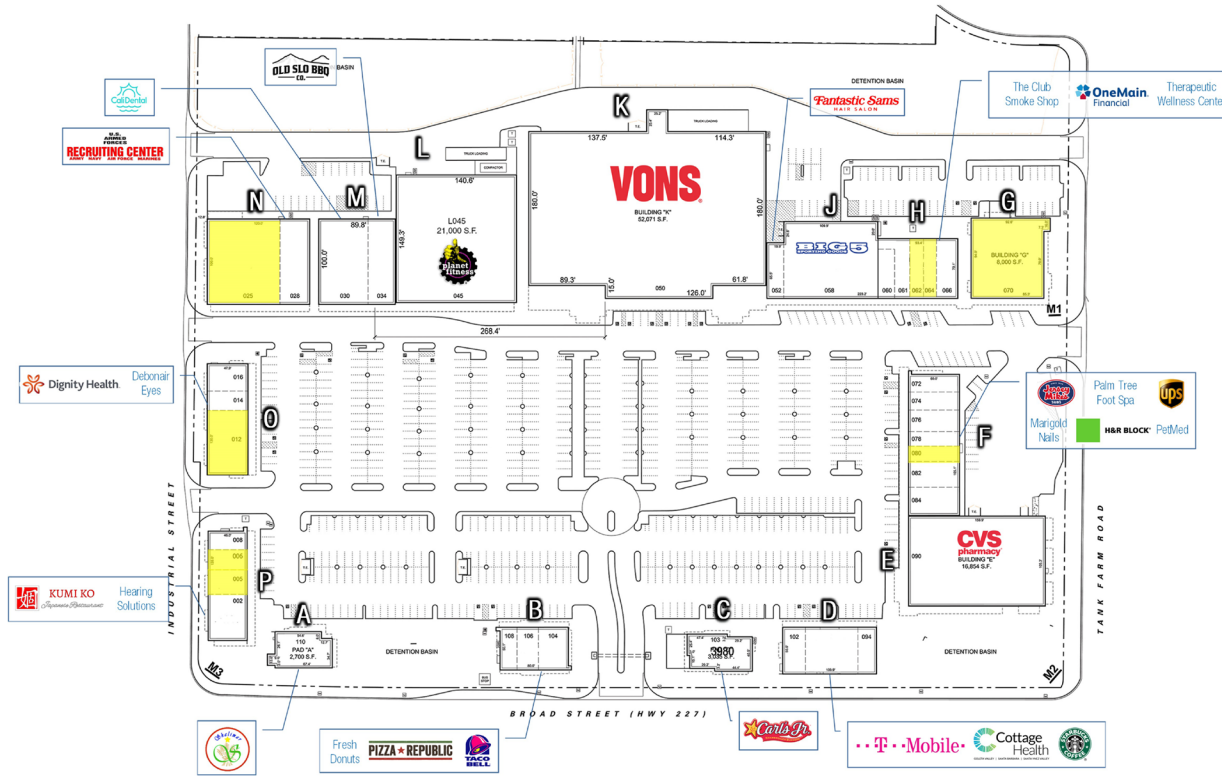 OLD SLO BBQ
CO.
BASIN
CaliDental
U.S.
ARMED
FORCES
RECRUITING CENTER
ARMY NAVY AIR FORCE MARINES
DETENTION BASIN
Fantastic Sams
HAIR SALON
The Club
Smoke Shop
OneMain
Financial
Therapeutic
Wellness Cente
K
137.5'
T.E.
TRUCK LOADING
114.3'
L
TRUCK LOADING
COMPACTOR
140.6'
N
M
89.8'
100.0'
149.3'
L045
21,000 S.F.
planet
fitness
180.0'
VONS
BUILDING "K"
52,071 S.F.
180.0'
J
H
G
BIG 5
SPORTING GOODS
BUILDING "G"
8,000 S.F.
025
028
030
034
045
89.3'
15.0'
050
126.0'
61.8'
052
058
060
061
062
064
066
070
M1
268.4'
Dignity Health
Debonair
Eyes
016
014
012
O
072
074
076
078
080
082
084
F
JERSEY MIKE'S
Palm Tree
Foot Spa
ups
Marigold
Nails
H&R BLOCK
PetMed
INDUSTRIAL STREET
TANK FARM ROAD
008
006
005
002
P
E
090
CVS
pharmacy
BUILDING "E"
16,854 S.F.
KUMI KO
Japanese Restaurant
Hearing
Solutions
A
110
PAD "A"
2,700 S.F.
DETENTION BASIN
B
108
106
104
BUS
STOP
C
103
3980
3,035 S.F.
D
102
094
DETENTION BASIN
M3
M2
BROAD STREET (HWY 227)
Fresh
Donuts
PIZZA REPUBLIC
TACO
BELL
Carl's Jr.
T Mobile
Cottage
Health
STARBUCKS
COFFEE